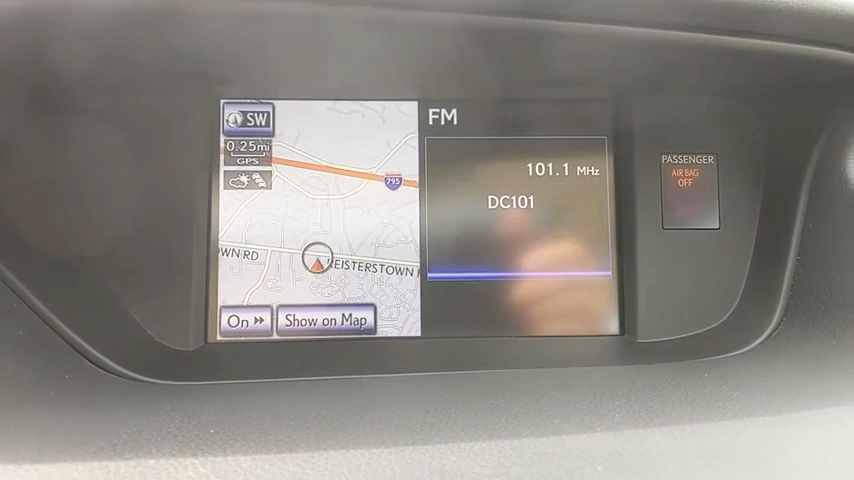 SW
0.25mi
GPS
795
WN RD
REISTERSTOWN
On
Show on Map
FM
101.1 MHz
DC101
PASSENGER
AIR BAG
OFF